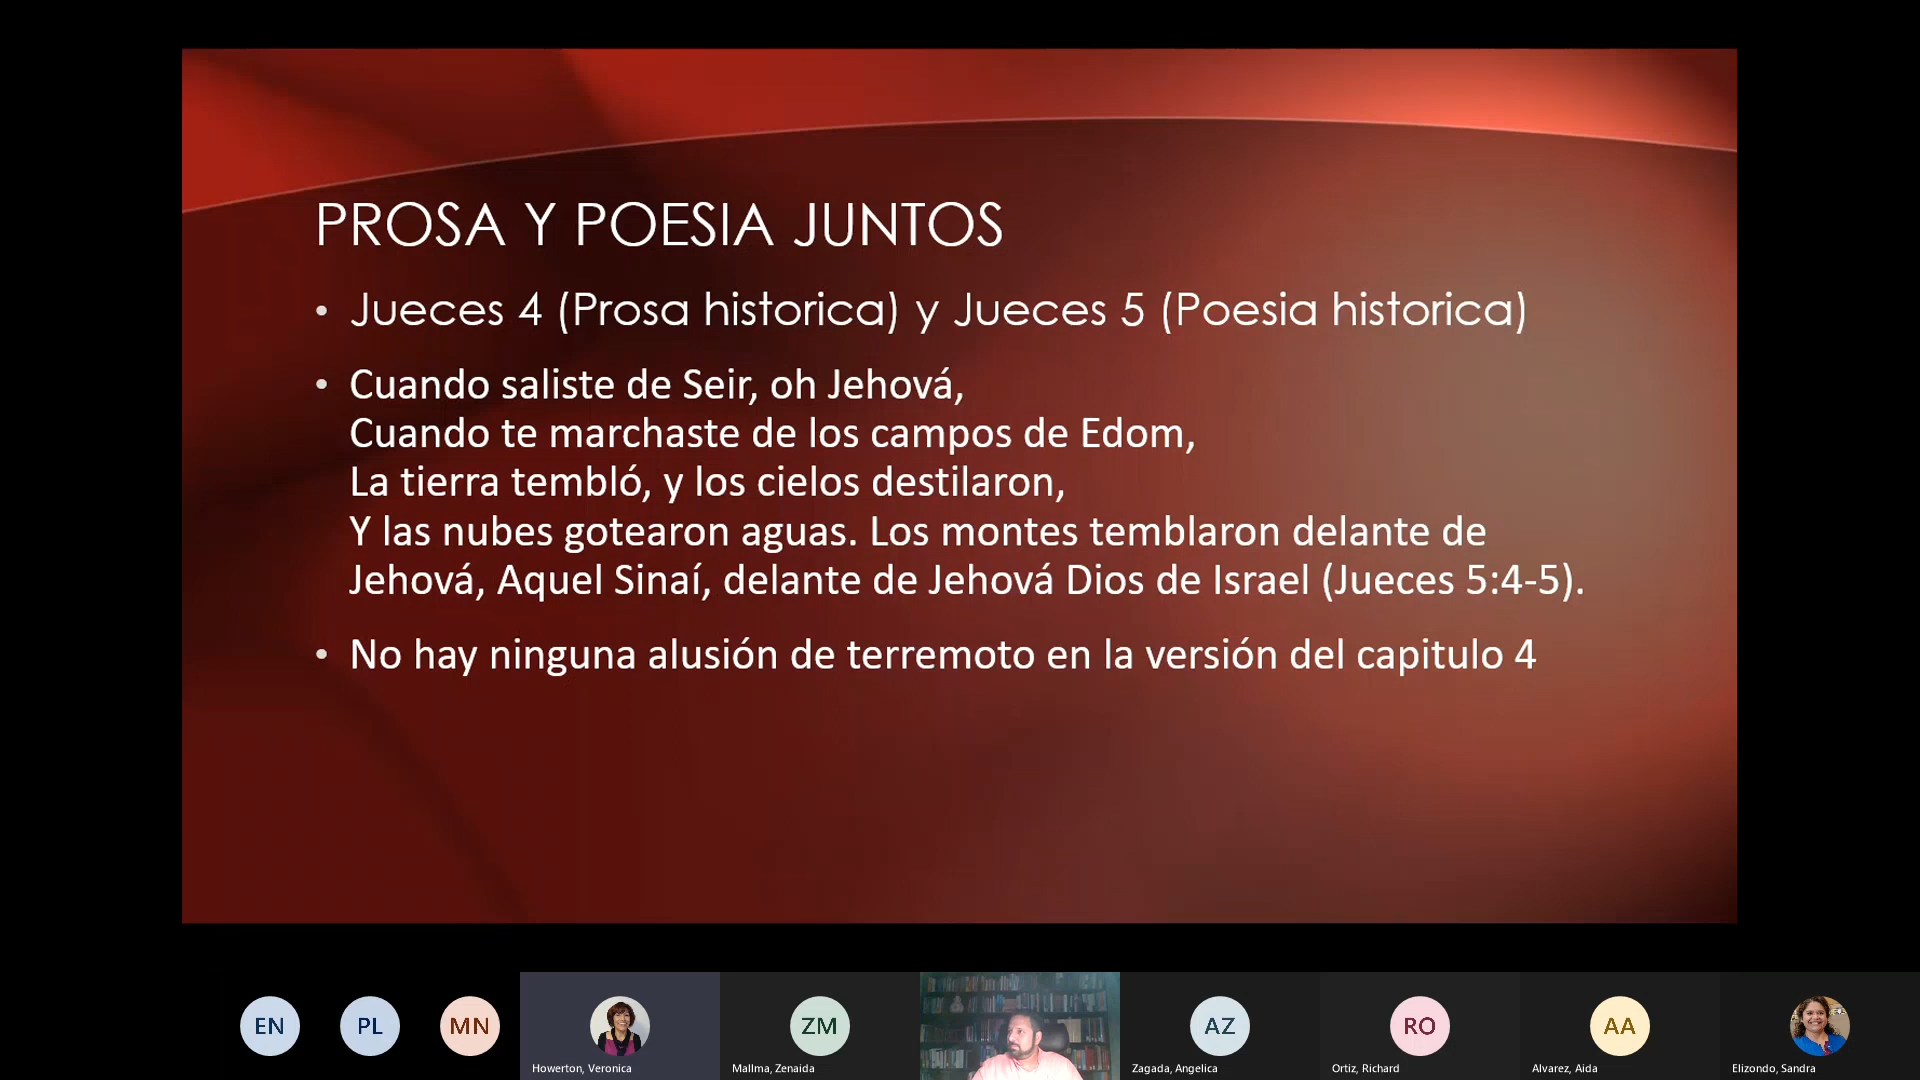 PROSA Y POESIA JUNTOS
• Jueces 4 (Prosa historica) y Jueces 5 (Poesia historica)
• Cuando saliste de Seir, oh Jehová,
Cuando te marchaste de los campos de Edom,
La tierra tembló, y los cielos destilaron,
Y las nubes gotearon aguas. Los montes temblaron delante de
Jehová, Aquel Sinaí, delante de Jehová Dios de Israel (Jueces 5:4-5).
• No hay ninguna alusión de terremoto en la versión del capitulo 4
EN
PL
MN
ZM
AZ
RO
AA
Howerton, Veronica
Mallma, Zenaida
Zagada, Angelica
Ortiz, Richard
Alvarez, Aida
Elizondo, Sandra